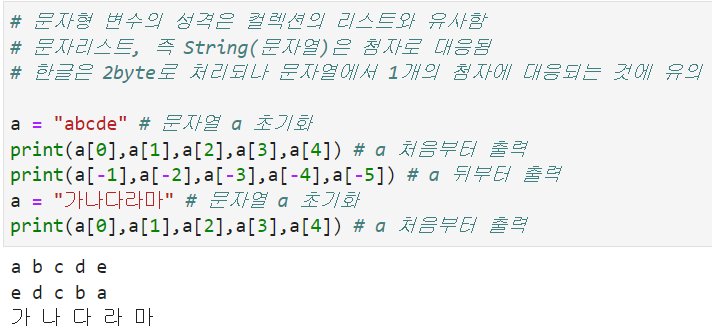 # 문자형 변수의 성격은 컬렉션의 리스트와 유사함
# 문자리스트, 즉 String(문자열)은 첨자로 대응됨
# 한글은 2byte로 처리되나 문자열에서 1개의 첨자에 대응되는 것에 유의
a = "abcde" # 문자열 a 초기화
print(a[0],a[1],a[2],a[3],a[4]) # a 처음부터 출력
print(a[-1],a[-2],a[-3],a[-4],a[-5]) # a 뒤부터 출력
a = "가나다라마" # 문자열 a 초기화
print(a[0],a[1],a[2],a[3],a[4]) # a 처음부터 출력
a b c d e
e d c b a
가 나 다 라 마